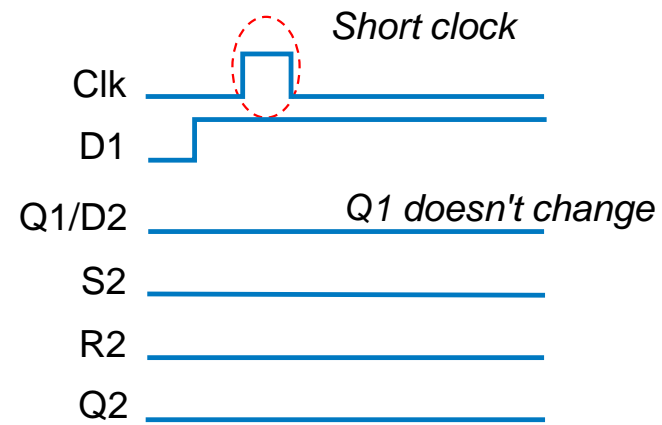 Short clock
Clk
D1
Q1/D2
Q1 doesn't change
S2
R2
Q2